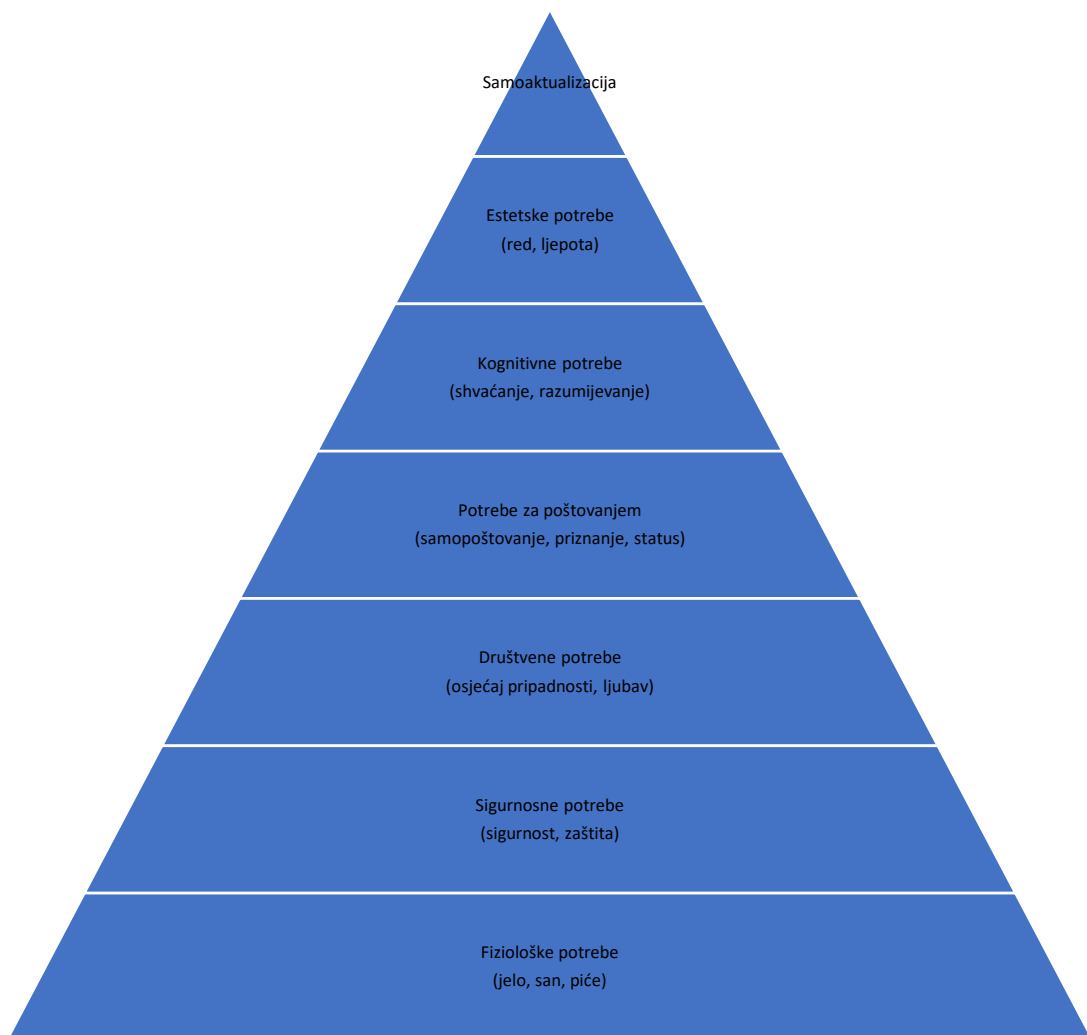 Samoaktualizacija
Estetske potrebe
(red, ljepota)
Kognitivne potrebe
(shvaćanje, razumijevanje)
Potrebe za poštovanjem
(samopoštovanje, priznanje, status)
Društvene potrebe
(osjećaj pripadnosti, ljubav)
Sigurnosne potrebe
(sigurnost, zaštita)
Fiziološke potrebe
(jelo, san, piće)